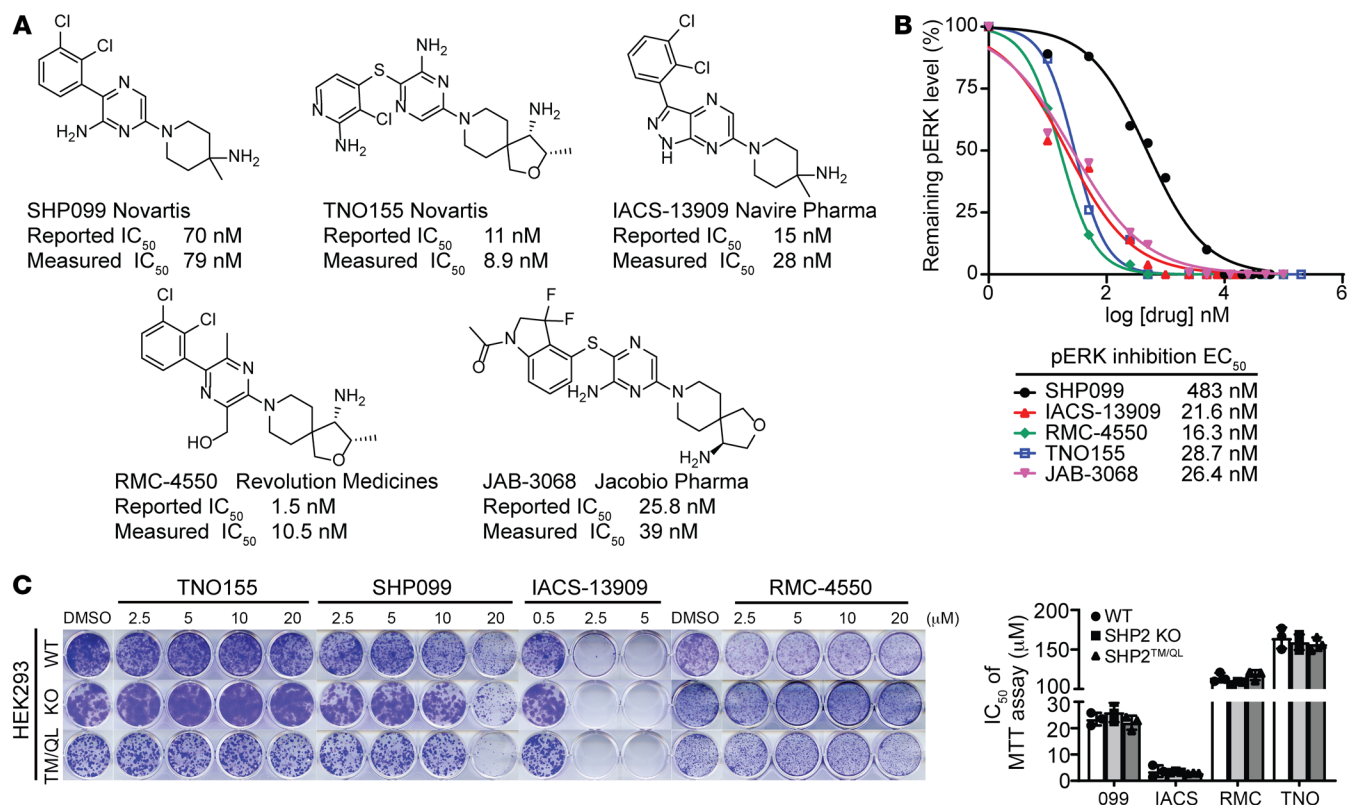 A
Cl
Cl
N
N
H2N
N
NH2
SHP099 Novartis
Reported IC50 70 nM
Measured IC50 79 nM
NH2
S
N
N
Cl
N
NH2
N
NH2
O
TNO155 Novartis
Reported IC50 11 nM
Measured IC50 8.9 nM
Cl
Cl
N
N
N
H
N
N
NH2
IACS-13909 Navire Pharma
Reported IC50 15 nM
Measured IC50 28 nM
Cl
Cl
N
N
N
HO
NH2
O
RMC-4550 Revolution Medicines
Reported IC50 1.5 nM
Measured IC50 10.5 nM
F
F
N
O
S
N
N
H2N
N
O
H2N
JAB-3068 Jacobio Pharma
Reported IC50 25.8 nM
Measured IC50 39 nM
B
Remaining pERK level (%)
100
75
50
25
0
0 2 4 6
log [drug] nM
pERK inhibition EC50
SHP099 483 nM
IACS-13909 21.6 nM
RMC-4550 16.3 nM
TNO155 28.7 nM
JAB-3068 26.4 nM
C
TNO155 SHP099 IACS-13909 RMC-4550
DMSO 2.5 5 10 20 2.5 5 10 20 0.5 2.5 5 DMSO 2.5 5 10 20 (μM)
HEK293
WT
KO
TM/QL
IC50 of
MTT assay (μM)
200
150
100
30
20
10
0
WT
SHP2 KO
SHP2TM/QL
099 IACS RMC TNO